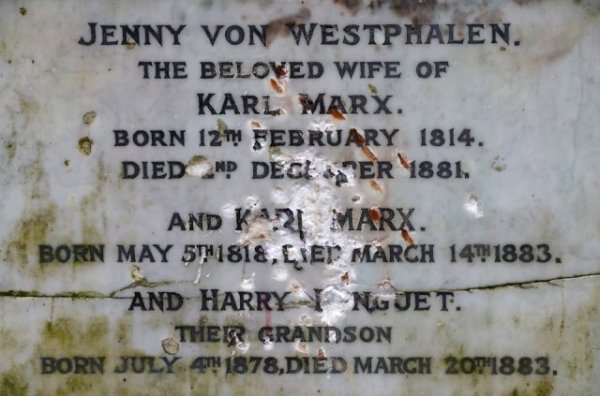 JENNY VON WESTPHALEN.
THE BELOVED WIFE OF
KARL MARX.
BORN 12TH FEBRUARY 1814.
DIED 2ND DECEMBER 1881.
AND KARL MARX.
BORN MAY 5TH 1818, DIED MARCH 14TH 1883.
AND HARRY LONGUET.
THEIR GRANDSON
BORN JULY 4TH 1878, DIED MARCH 20TH 1883.